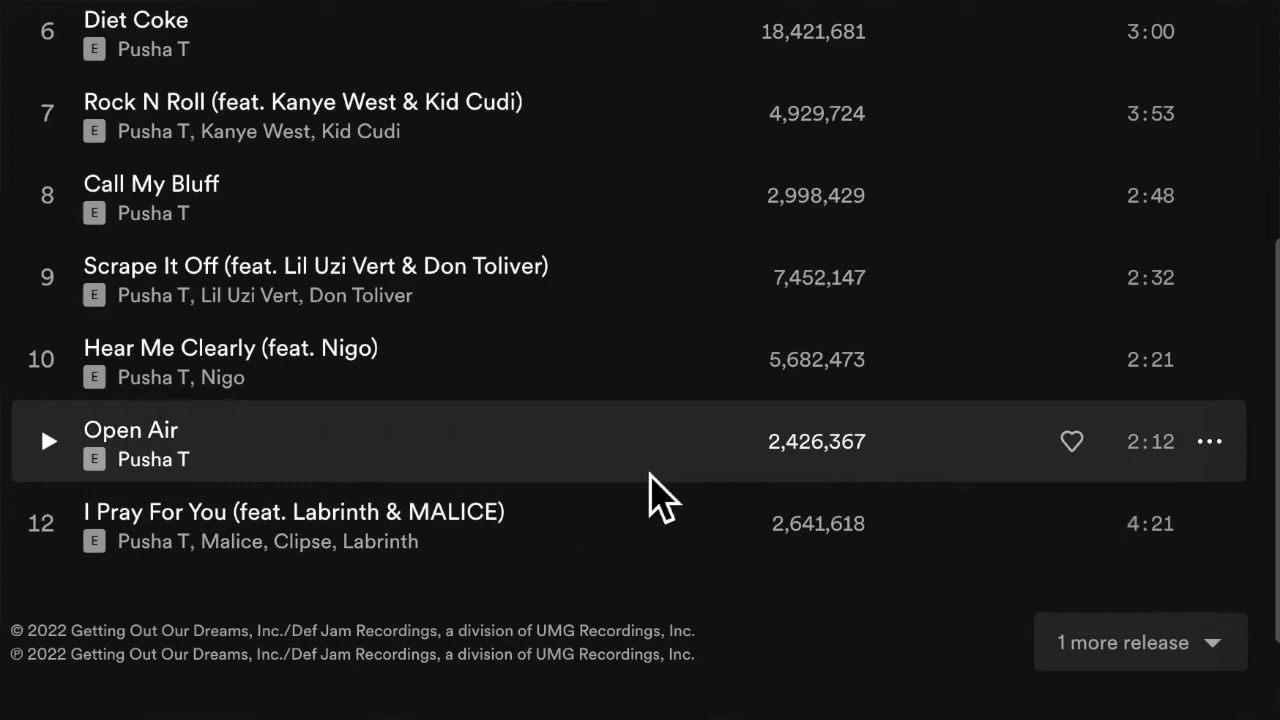 6 Diet Coke 18,421,681 3:00
E Pusha T
7 Rock N Roll (feat. Kanye West & Kid Cudi) 4,929,724 3:53
E Pusha T, Kanye West, Kid Cudi
8 Call My Bluff 2,998,429 2:48
E Pusha T
9 Scrape It Off (feat. Lil Uzi Vert & Don Toliver) 7,452,147 2:32
E Pusha T, Lil Uzi Vert, Don Toliver
10 Hear Me Clearly (feat. Nigo) 5,682,473 2:21
E Pusha T, Nigo
Open Air 2,426,367 2:12
E Pusha T
12 I Pray For You (feat. Labrinth & MALICE) 2,641,618 4:21
E Pusha T, Malice, Clipse, Labrinth
© 2022 Getting Out Our Dreams, Inc./Def Jam Recordings, a division of UMG Recordings, Inc.
℗ 2022 Getting Out Our Dreams, Inc./Def Jam Recordings, a division of UMG Recordings, Inc.
1 more release